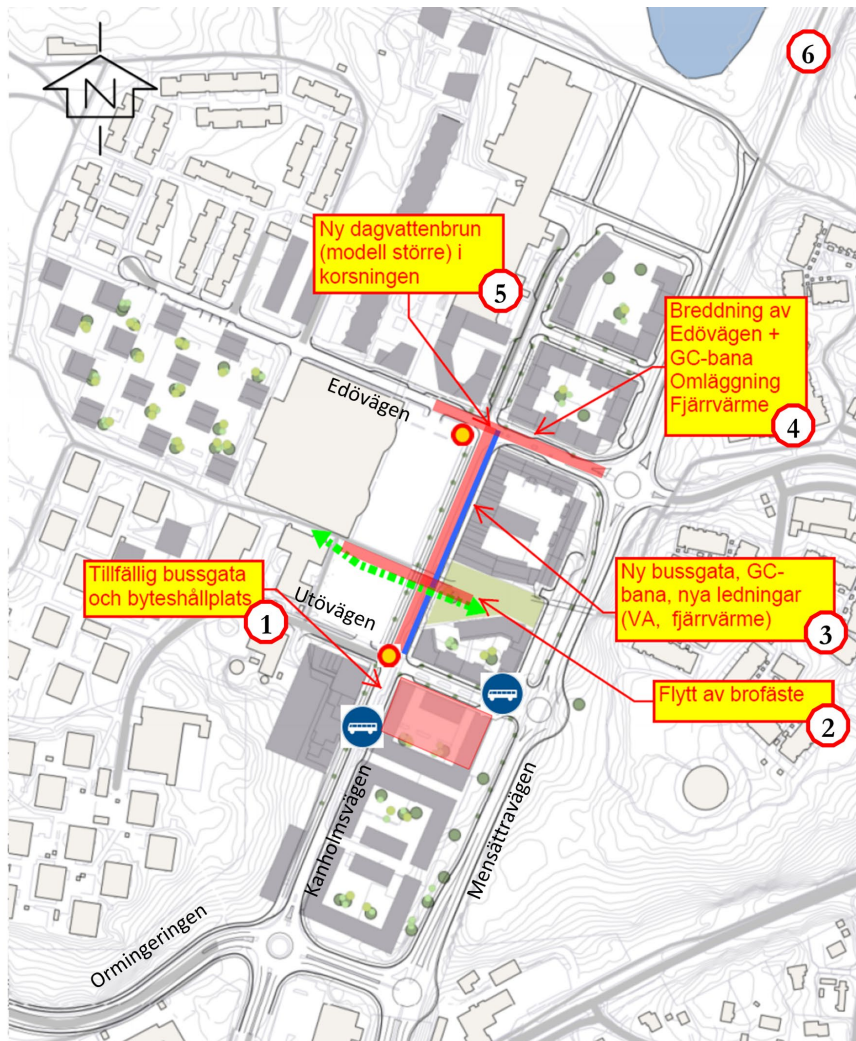 6
N
Ny dagvattenbrun
(modell större) i
korsningen
5
Breddning av
Edövägen +
GC-bana
Omläggning
Fjärrvärme
4
Edövägen
Tillfällig bussgata
och byteshållplats
1
Utövägen
Ny bussgata, GC-
bana, nya ledningar
(VA, fjärrvärme)
3
Flytt av brofäste
2
Kanholmsvägen
Mensättravägen
Ormingeringen